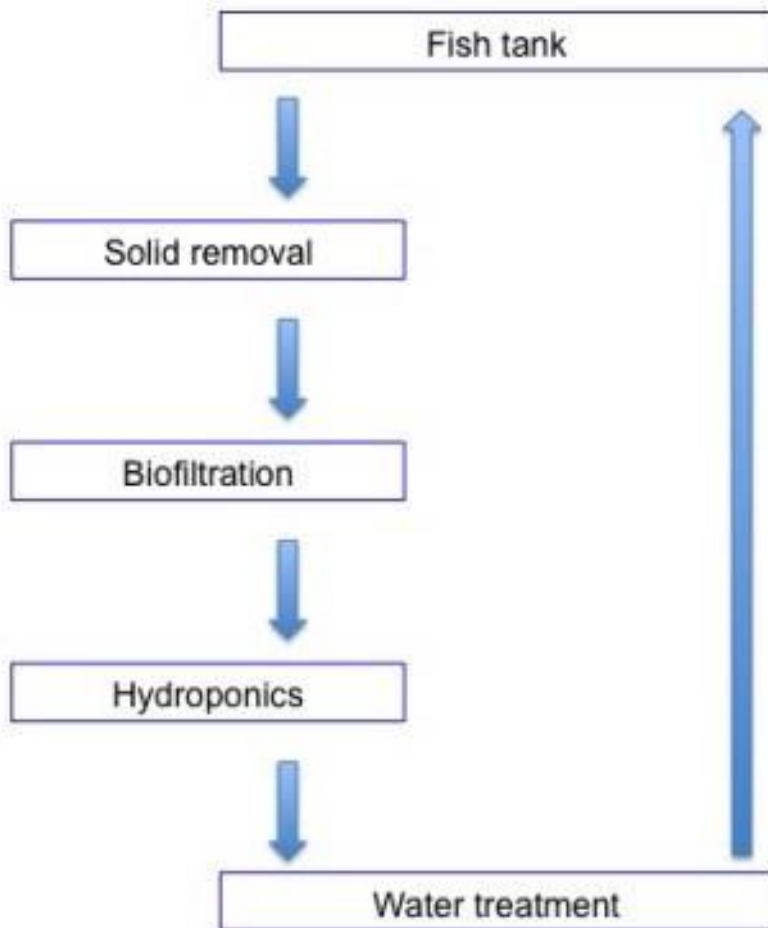 Fish tank
Solid removal
Biofiltration
Hydroponics
Water treatment